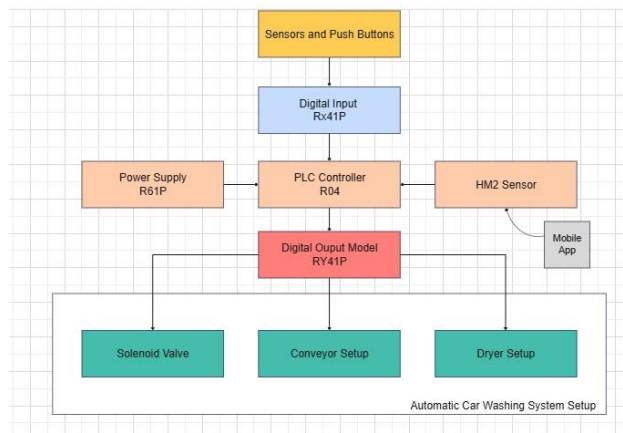 Sensors and Push Buttons
Digital Input
Rx41P
Power Supply
R61P
PLC Controller
R04
HM2 Sensor
Mobile
App
Digital Ouput Model
RY41P
Solenoid Valve
Conveyor Setup
Dryer Setup
Automatic Car Washing System Setup